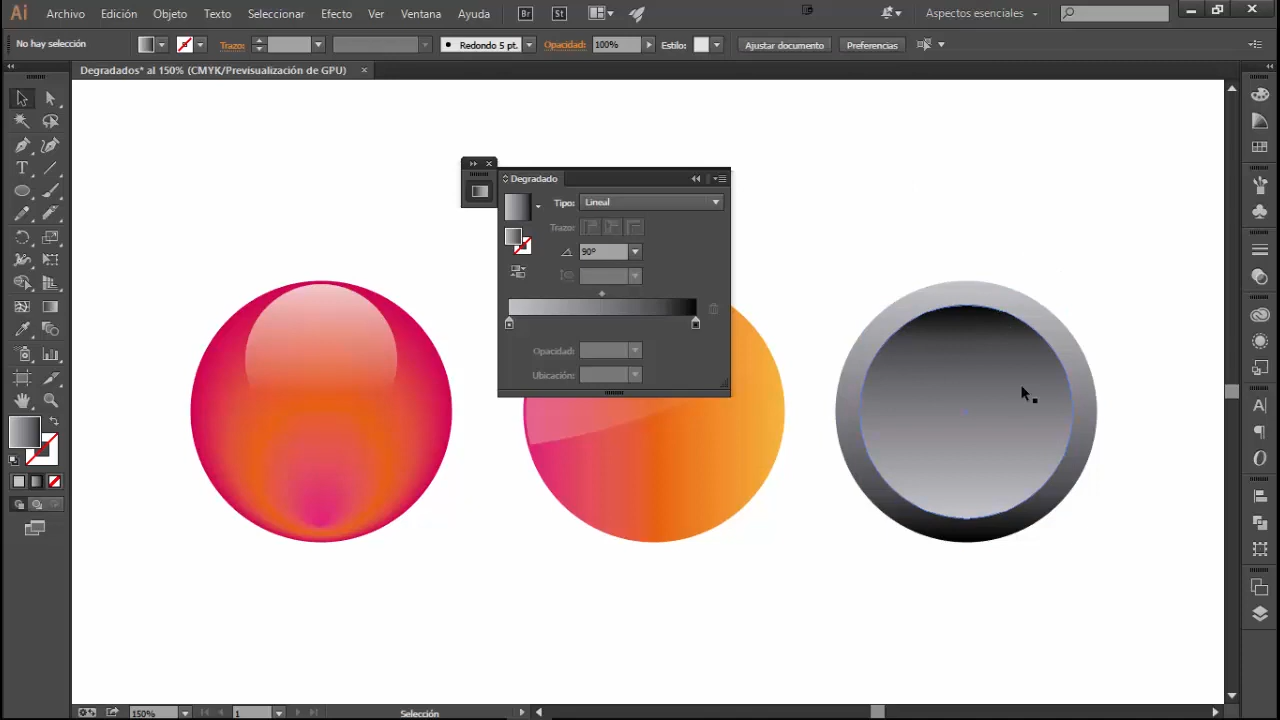 Ai Archivo Edición Objeto Texto Seleccionar Efecto Ver Ventana Ayuda Br St Aspectos esenciales
No hay selección Trazo: Redondo 5 pt. Opacidad: 100% Estilo: Ajustar documento Preferencias
Degradados* al 150% (CMYK/Previsualización de GPU) ×
Degradado
Tipo: Lineal
Trazo:
90°
Opacidad:
Ubicación:
150% 1 Selección